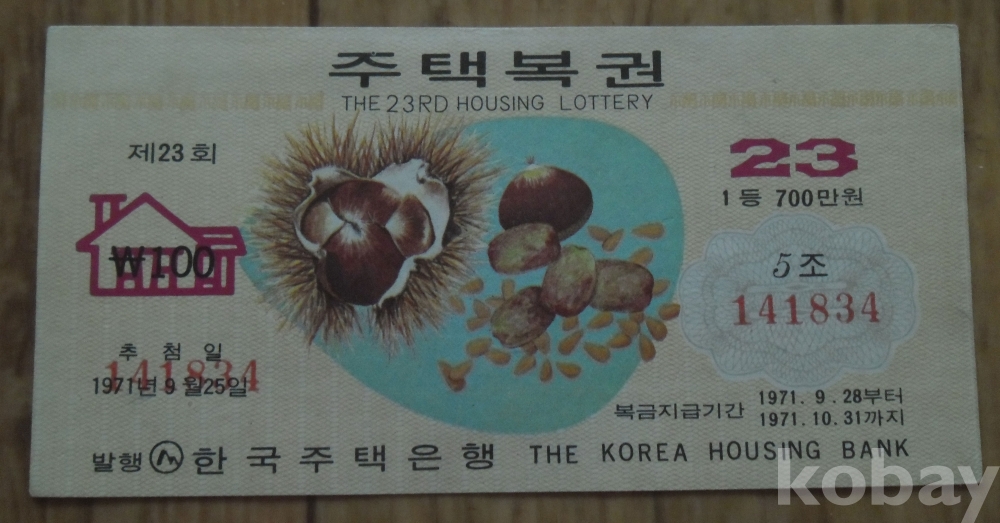 주택복권
THE 23RD HOUSING LOTTERY
제23회
23
1등 700만원
₩100
5조
141834
추첨일
141834
1971년 9월25일
복금지급기간
1971. 9. 28부터
1971. 10. 31까지
발행 한국주택은행 THE KOREA HOUSING BANK
kobay